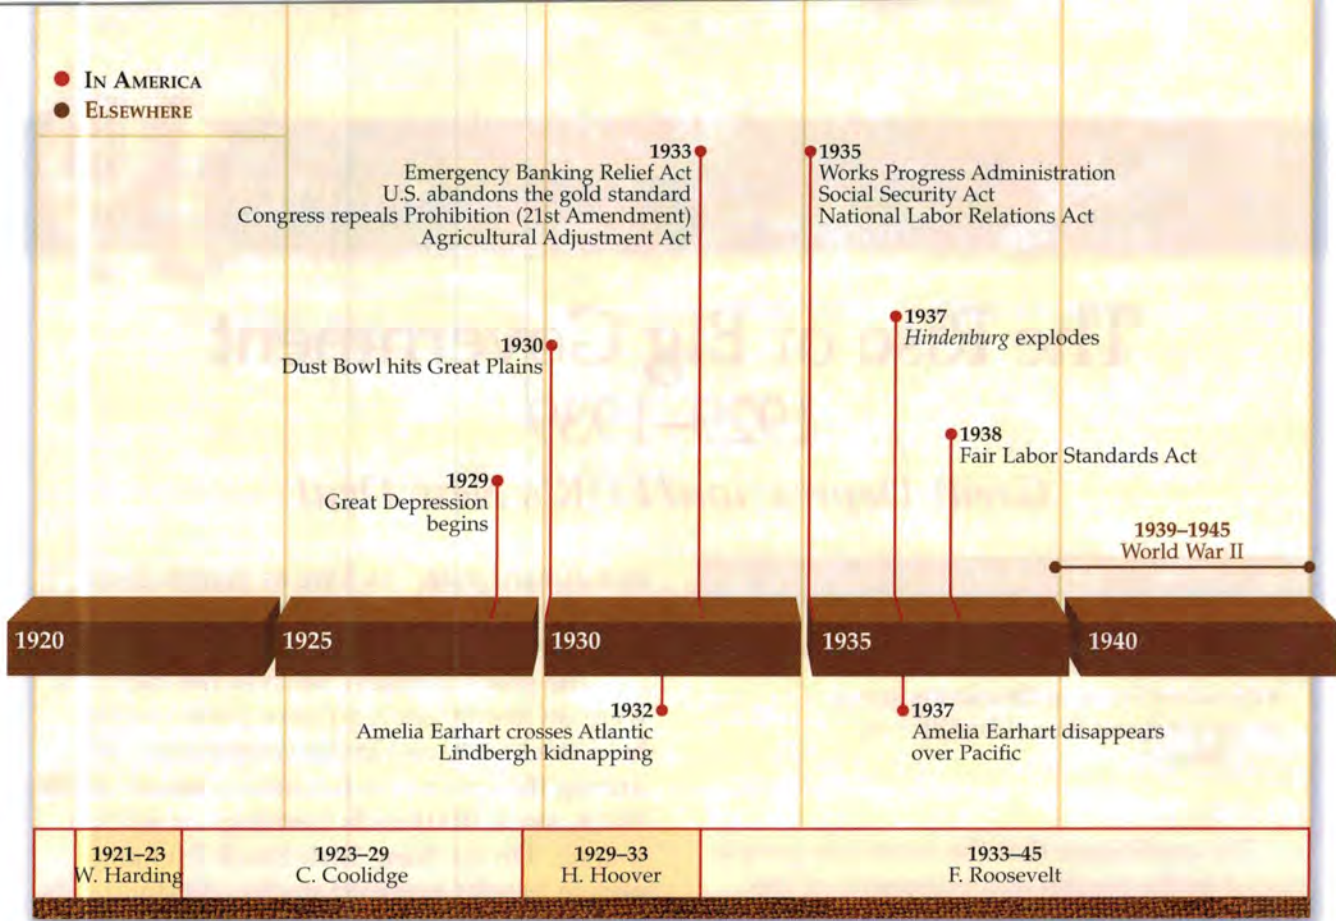 IN AMERICA
ELSEWHERE
1933
Emergency Banking Relief Act
U.S. abandons the gold standard
Congress repeals Prohibition (21st Amendment)
Agricultural Adjustment Act
1935
Works Progress Administration
Social Security Act
National Labor Relations Act
1937
Hindenburg explodes
1930
Dust Bowl hits Great Plains
1938
Fair Labor Standards Act
1929
Great Depression
begins
1939–1945
World War II
1920
1925
1930
1935
1940
1932
Amelia Earhart crosses Atlantic
Lindbergh kidnapping
1937
Amelia Earhart disappears
over Pacific
1921–23
W. Harding
1923–29
C. Coolidge
1929–33
H. Hoover
1933–45
F. Roosevelt